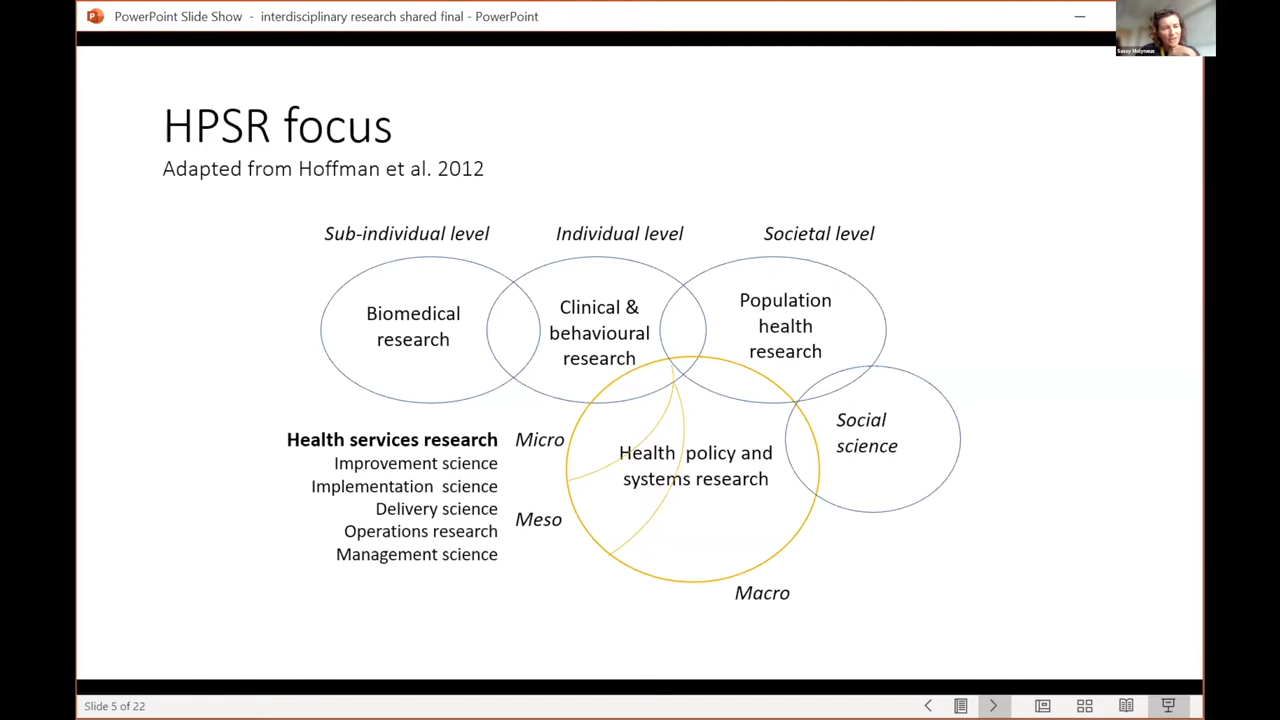 PowerPoint Slide Show - interdisciplinary research shared final - PowerPoint
Sassy Molyneux
HPSR focus
Adapted from Hoffman et al. 2012
Sub-individual level
Individual level
Societal level
Biomedical
research
Clinical &
behavioural
research
Population
health
research
Social
science
Health policy and
systems research
Health services research
Improvement science
Implementation science
Delivery science
Operations research
Management science
Micro
Meso
Macro
Slide 5 of 22